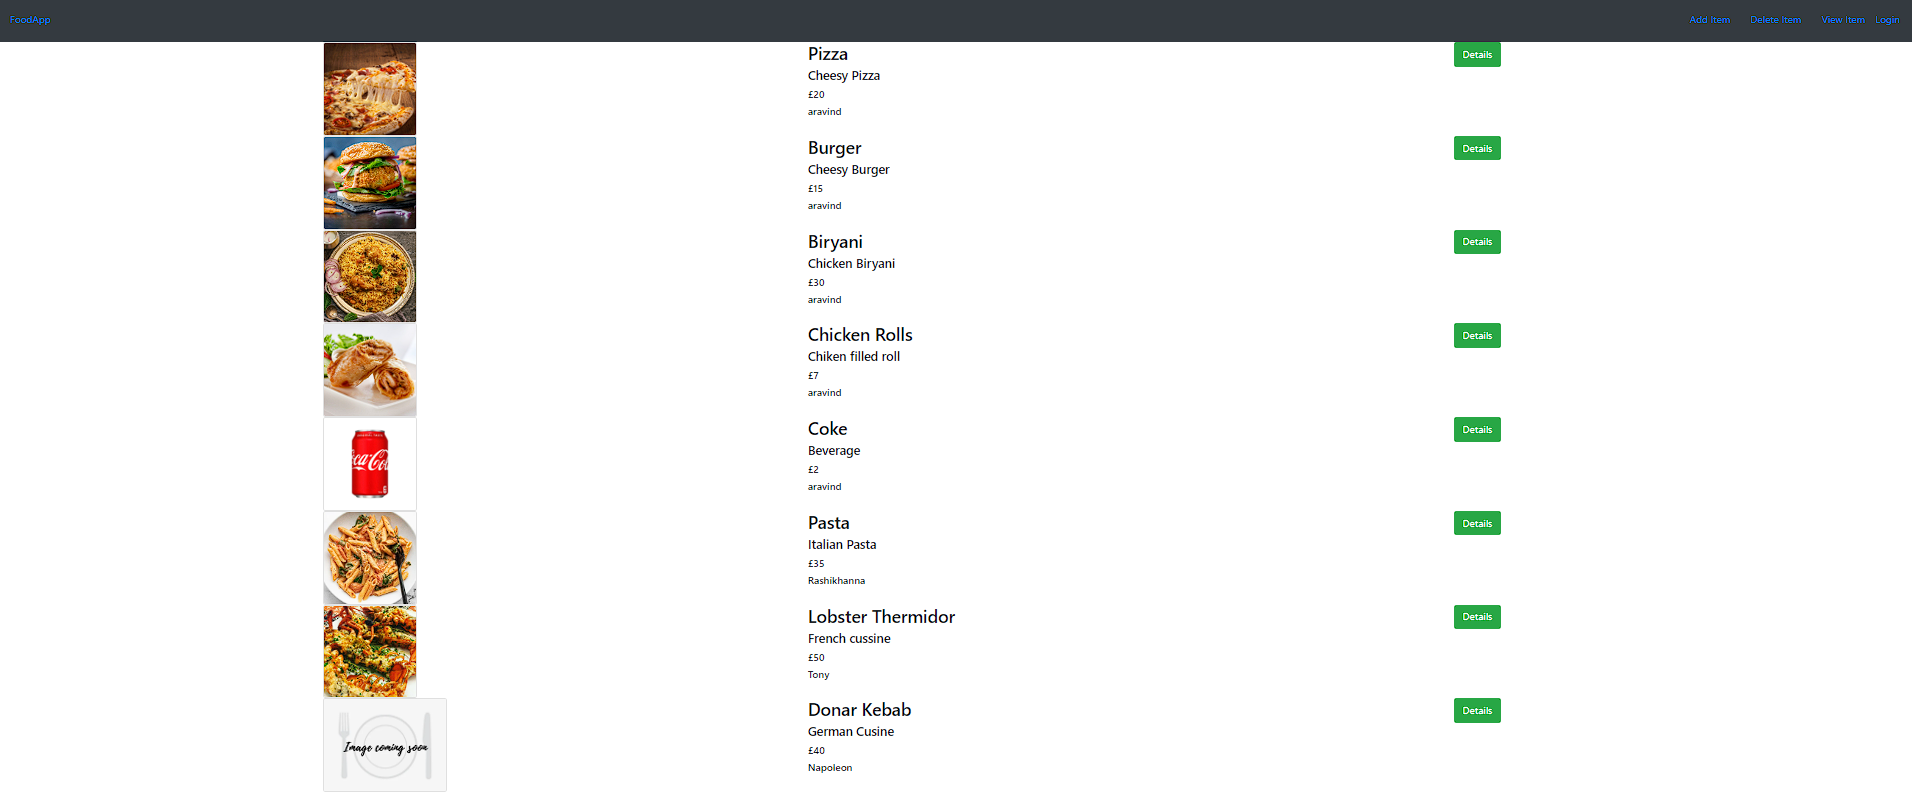 FoodApp
Add Item Delete Item View Item Login
Pizza
Details
Cheesy Pizza
£20
aravind
Burger
Details
Cheesy Burger
£15
aravind
Biryani
Details
Chicken Biryani
£30
aravind
Chicken Rolls
Details
Chiken filled roll
£7
aravind
Coke
Details
Beverage
£2
aravind
Pasta
Details
Italian Pasta
£35
Rashikhanna
Lobster Thermidor
Details
French cussine
£50
Tony
Image coming soon
Donar Kebab
Details
German Cusine
£40
Napoleon